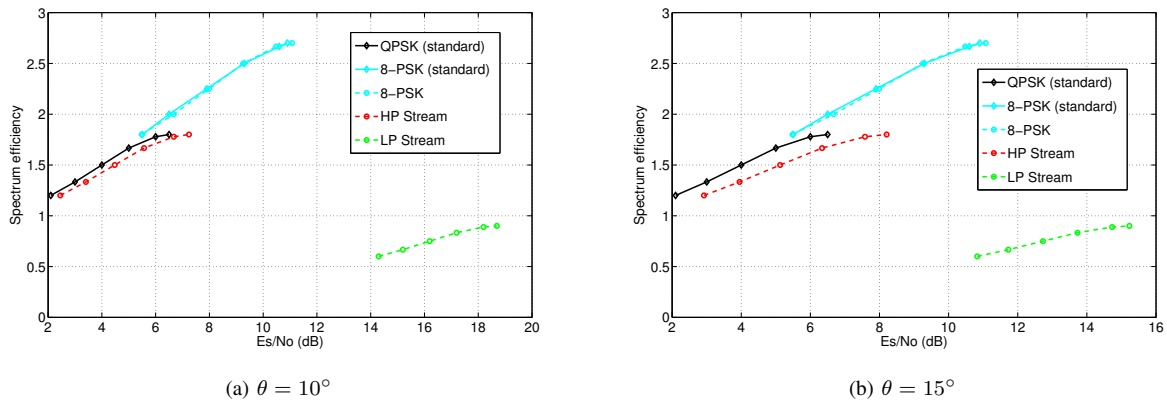 3
2.5
2
1.5
1
0.5
0
Spectrum efficiency
QPSK (standard)
8−PSK (standard)
8−PSK
HP Stream
LP Stream
2 4 6 8 10 12 14 16 18 20
Es/No (dB)
(a) θ = 10°
3
2.5
2
1.5
1
0.5
0
Spectrum efficiency
QPSK (standard)
8−PSK (standard)
8−PSK
HP Stream
LP Stream
2 4 6 8 10 12 14 16
Es/No (dB)
(b) θ = 15°